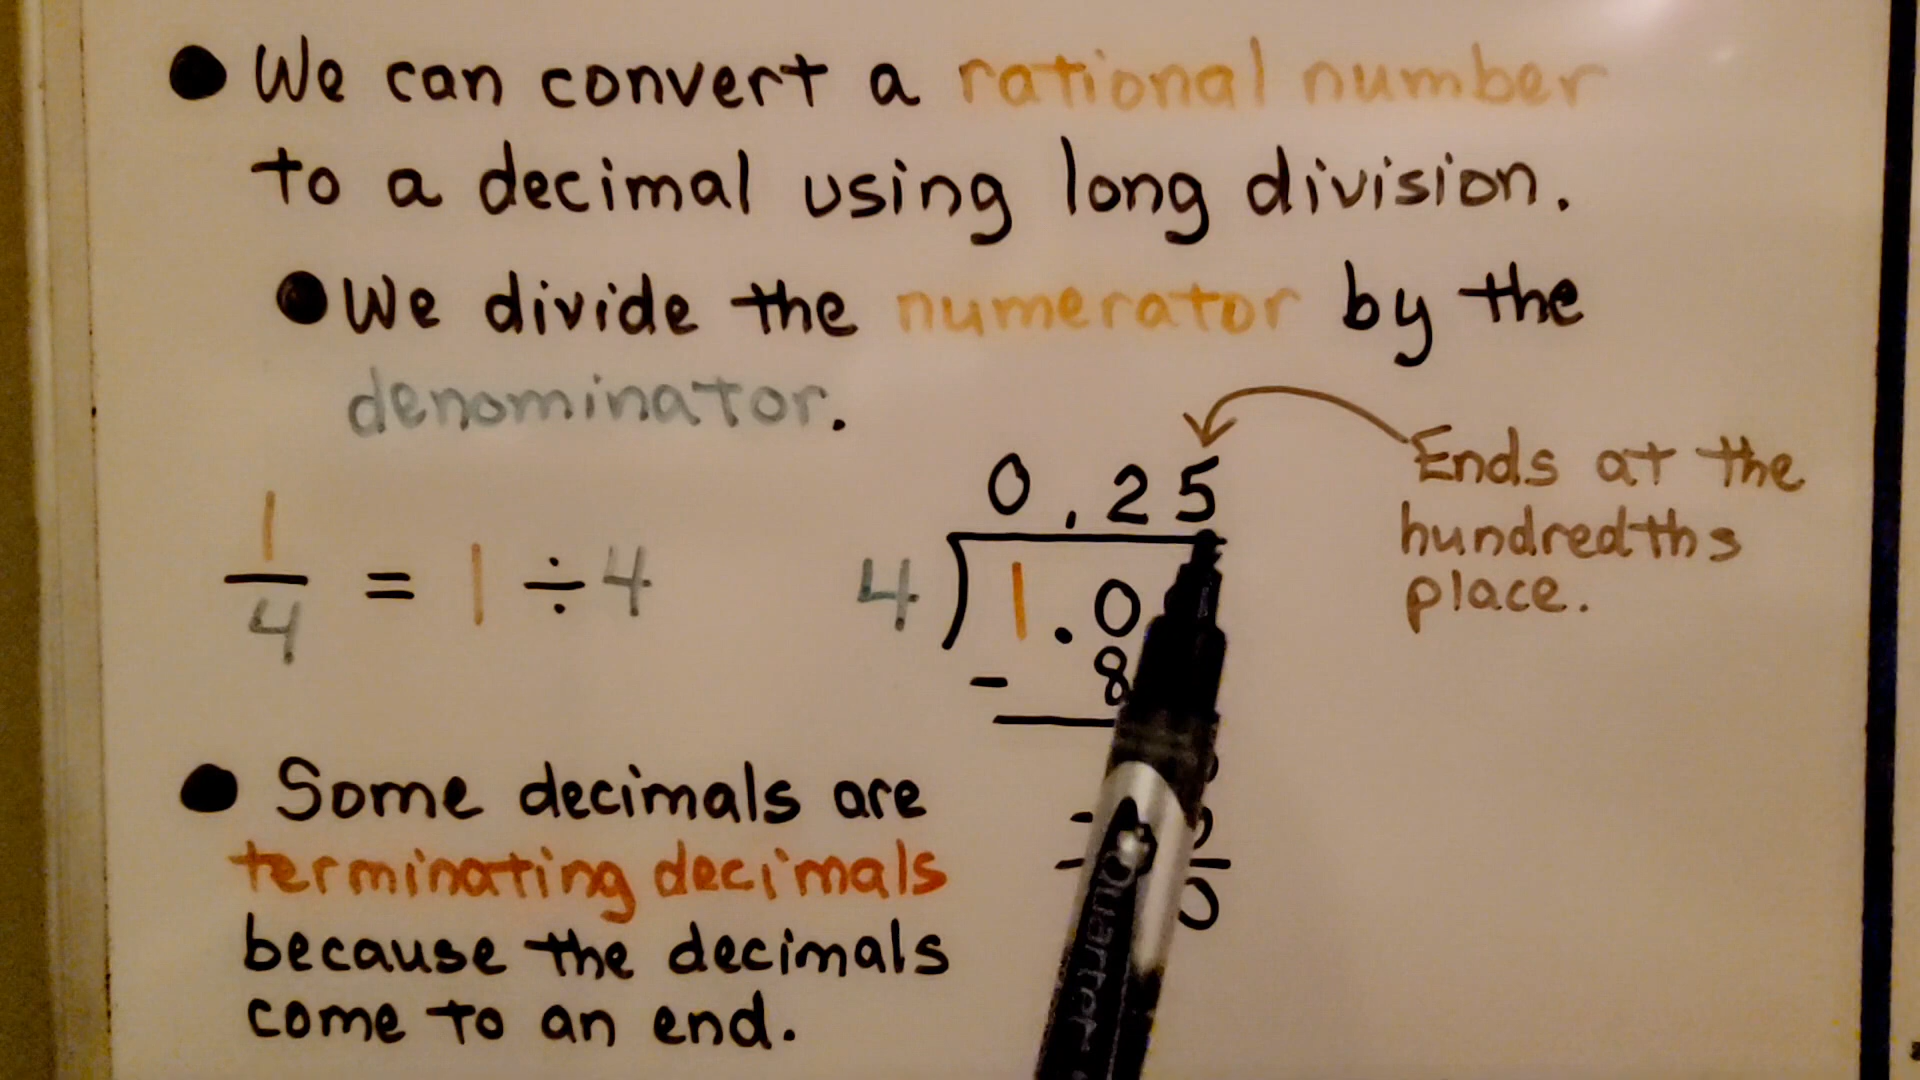 ● We can convert a rational number
to a decimal using long division.
● We divide the numerator by the
denominator.
Ends at the
hundredths
place.
0.25
1/4 = 1 ÷ 4
4) 1.0
- 8
-
0
● Some decimals are
terminating decimals
because the decimals
come to an end.
Quartet